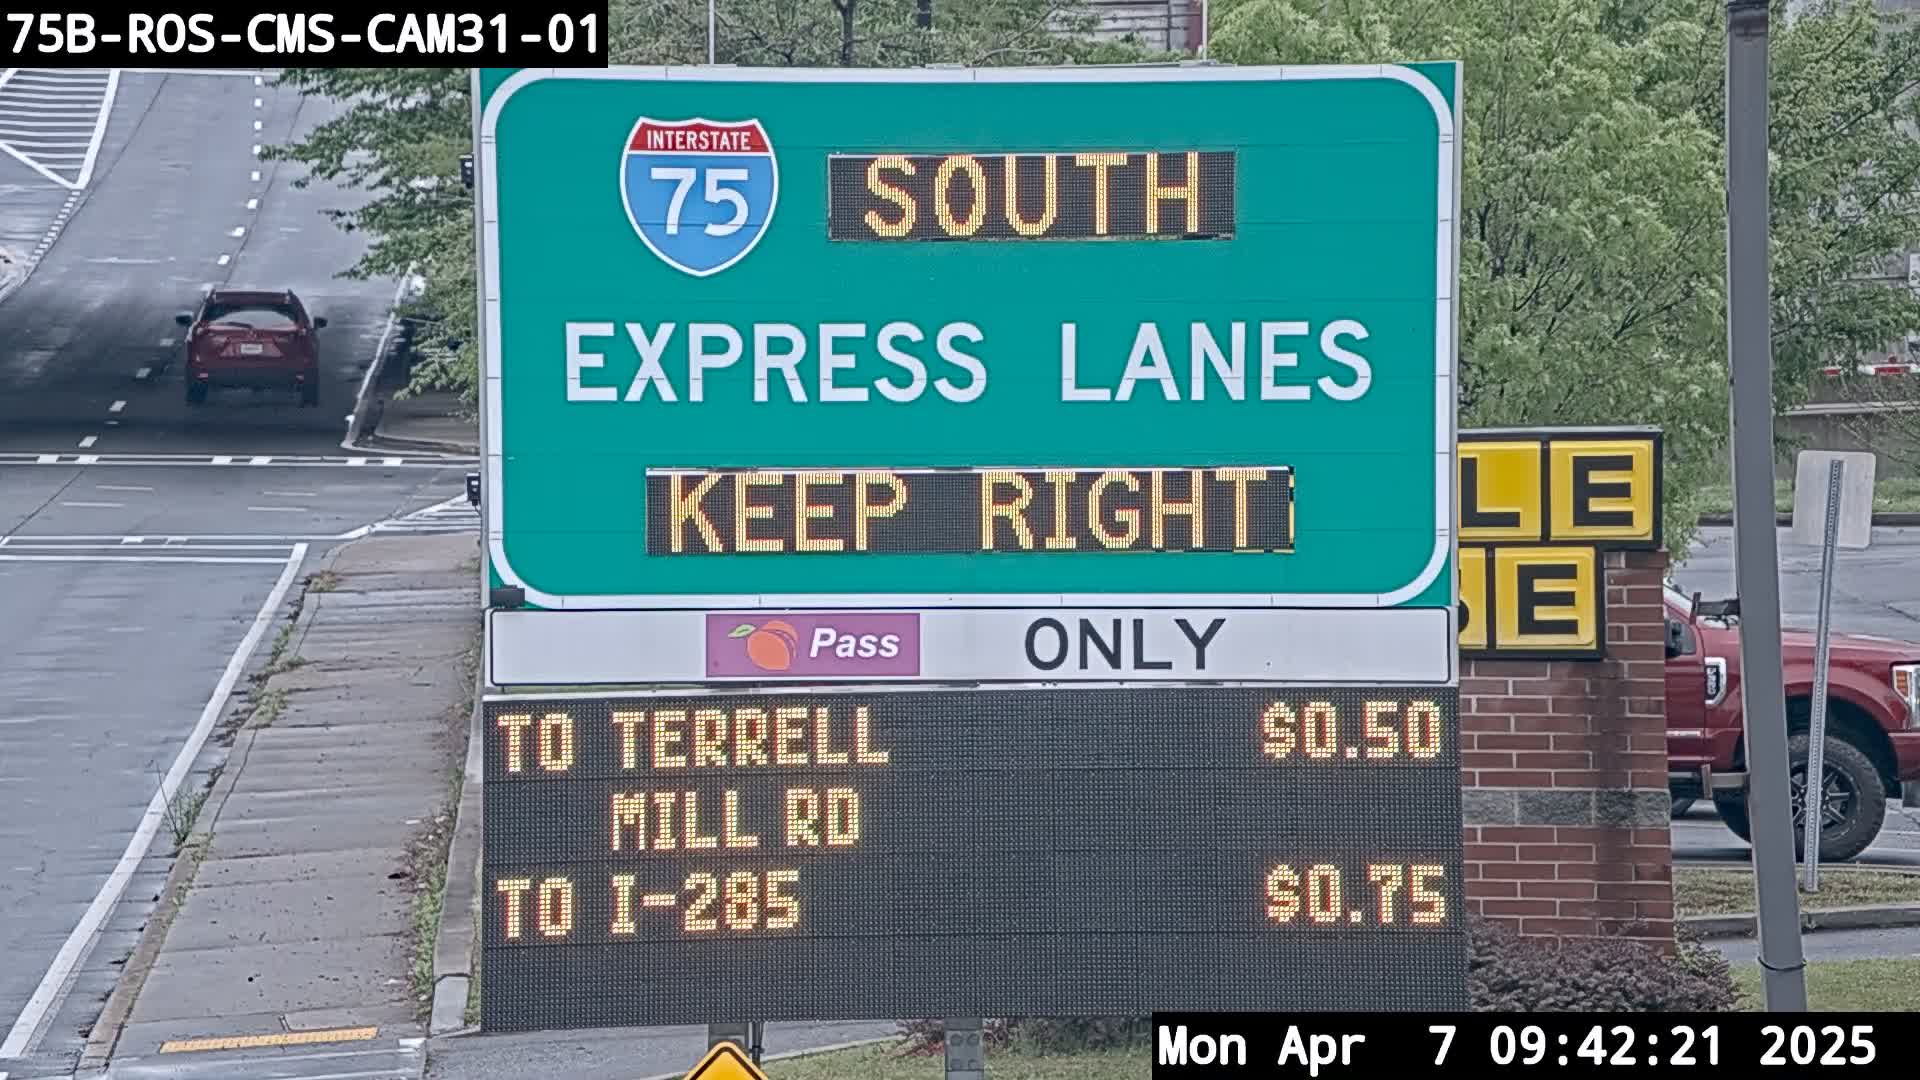 75B-ROS-CMS-CAM31-01
INTERSTATE
75
SOUTH
EXPRESS LANES
KEEP RIGHT
Pass ONLY
TO TERRELL $0.50
MILL RD
TO I-285 $0.75
LE
E
Mon Apr 7 09:42:21 2025